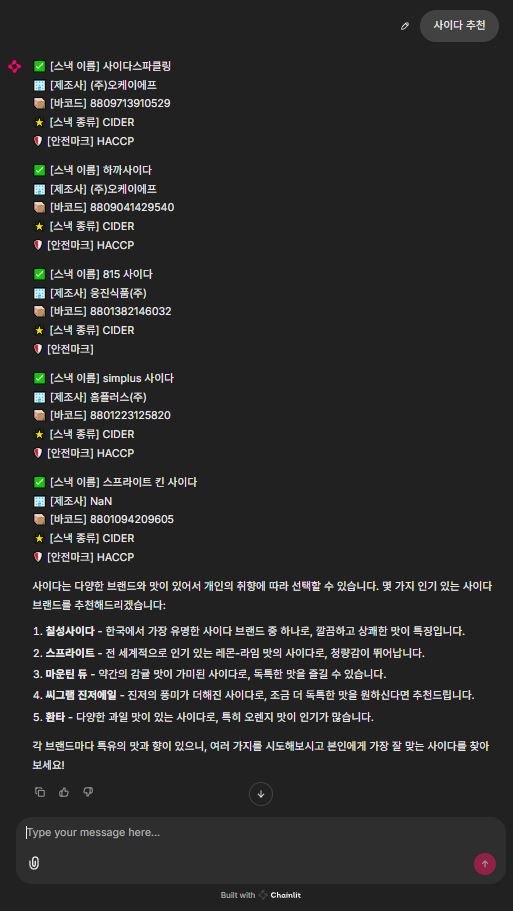 사이다 추천
[스낵 이름] 사이다스파클링
[제조사] (주)오케이에프
[바코드] 8809713910529
[스낵 종류] CIDER
[안전마크] HACCP
[스낵 이름] 하까사이다
[제조사] (주)오케이에프
[바코드] 8809041429540
[스낵 종류] CIDER
[안전마크] HACCP
[스낵 이름] 815 사이다
[제조사] 웅진식품(주)
[바코드] 8801382146032
[스낵 종류] CIDER
[안전마크]
[스낵 이름] simplus 사이다
[제조사] 홈플러스(주)
[바코드] 8801223125820
[스낵 종류] CIDER
[안전마크] HACCP
[스낵 이름] 스프라이트 킨 사이다
[제조사] NaN
[바코드] 8801094209605
[스낵 종류] CIDER
[안전마크] HACCP
사이다는 다양한 브랜드와 맛이 있어서 개인의 취향에 따라 선택할 수 있습니다. 몇 가지 인기 있는 사이다
브랜드를 추천해드리겠습니다:
1. 칠성사이다 - 한국에서 가장 유명한 사이다 브랜드 중 하나로, 깔끔하고 상쾌한 맛이 특징입니다.
2. 스프라이트 - 전 세계적으로 인기 있는 레몬-라임 맛의 사이다로, 청량감이 뛰어납니다.
3. 마운틴 듀 - 약간의 감귤 맛이 가미된 사이다로, 독특한 맛을 즐길 수 있습니다.
4. 씨그램 진저에일 - 진저의 풍미가 더해진 사이다로, 조금 더 독특한 맛을 원하신다면 추천드립니다.
5. 환타 - 다양한 과일 맛이 있는 사이다로, 특히 오렌지 맛이 인기가 많습니다.
각 브랜드마다 특유의 맛과 향이 있으니, 여러 가지를 시도해보시고 본인에게 가장 잘 맞는 사이다를 찾아
보세요!
Type your message here...
Built with Chainlit